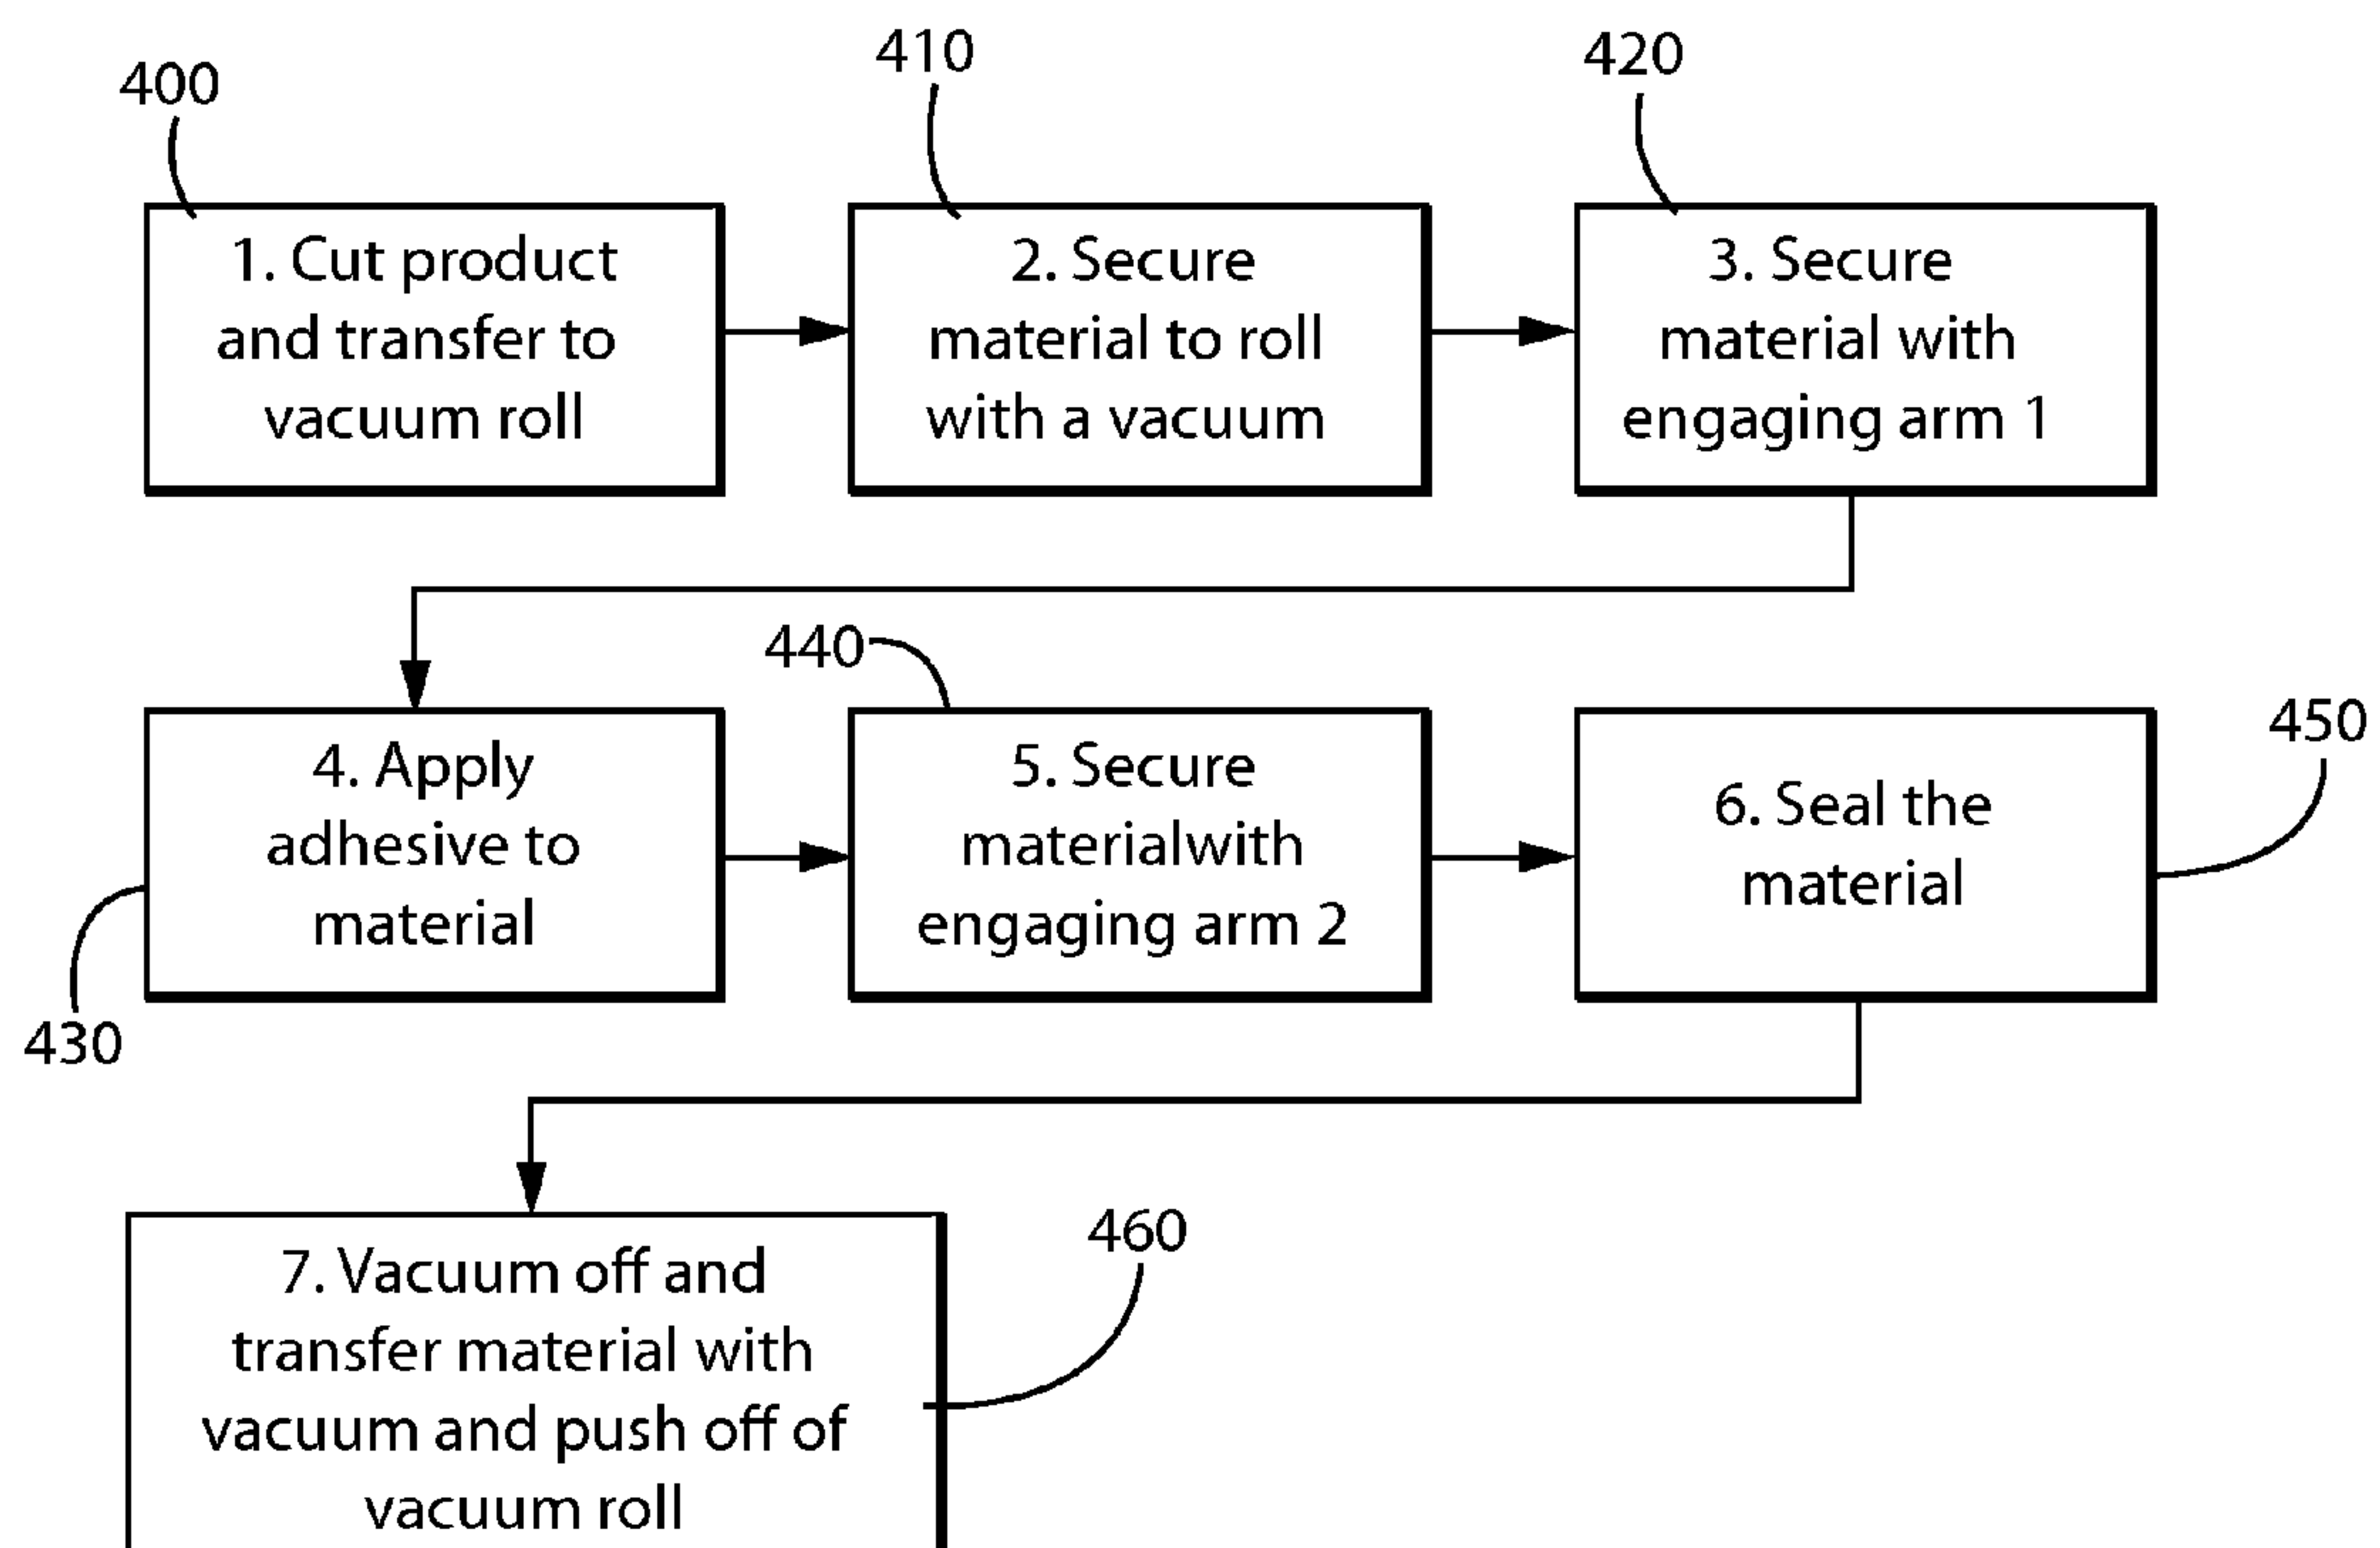 400
410
420
1. Cut product
and transfer to
vacuum roll
2. Secure
material to roll
with a vacuum
3. Secure
material with
engaging arm 1
440
450
4. Apply
adhesive to
material
5. Secure
materialwith
engaging arm 2
6. Seal the
material
430
460
7. Vacuum off and
transfer material with
vacuum and push off of
vacuum roll